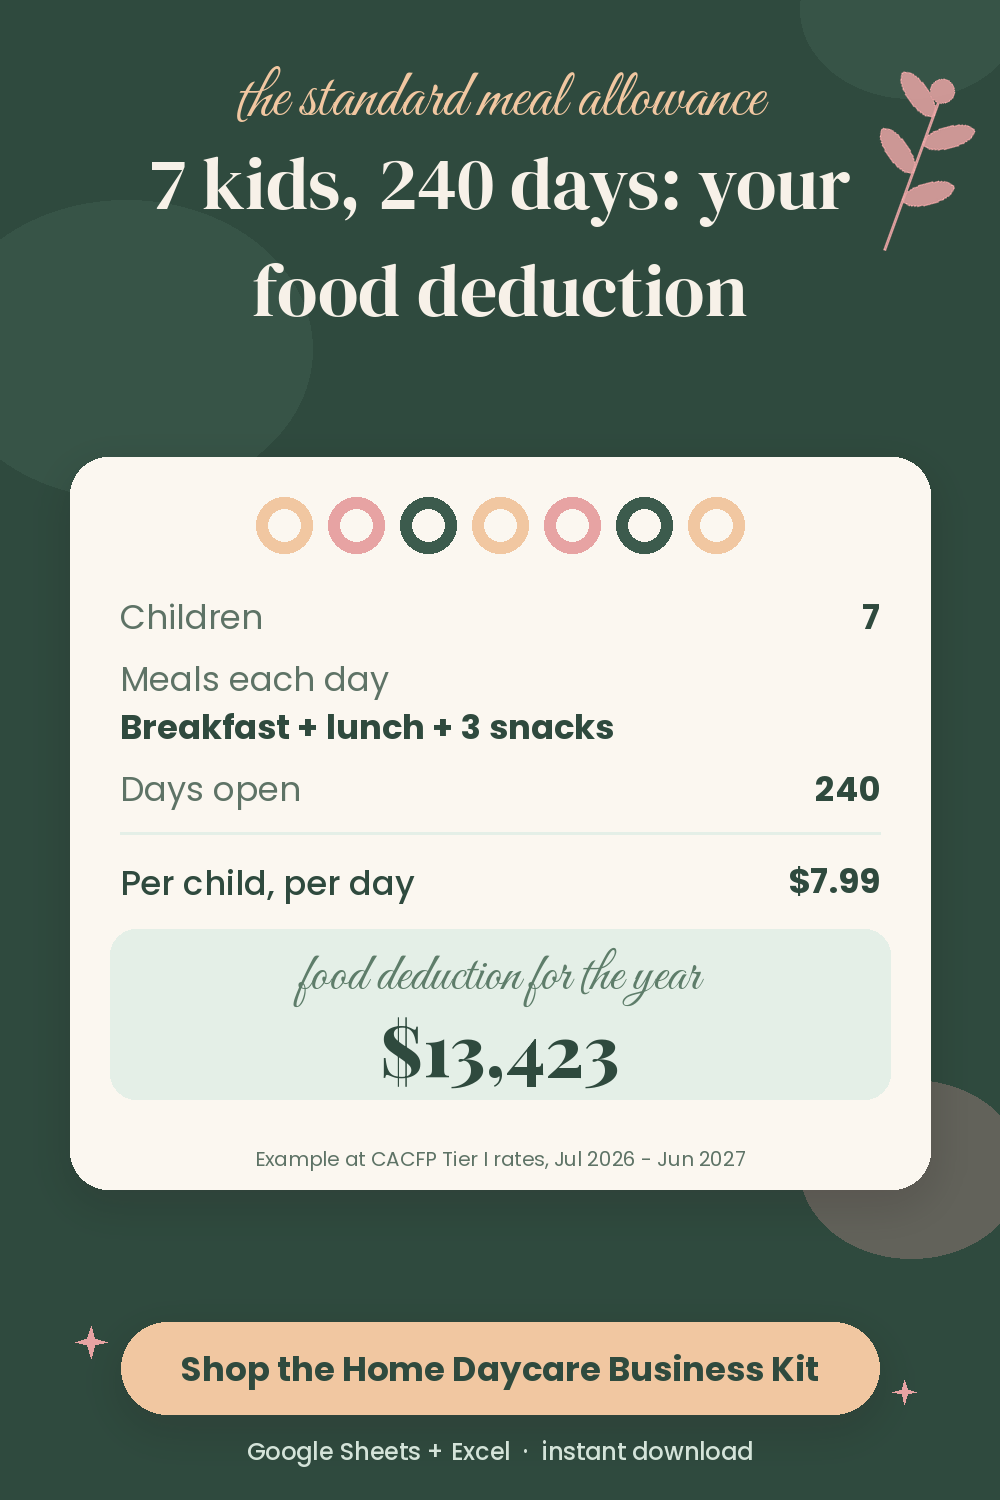 the standard meal allowance
7 kids, 240 days: your
food deduction
Children 7
Meals each day
Breakfast + lunch + 3 snacks
Days open 240
Per child, per day $7.99
food deduction for the year
$13,423
Example at CACFP Tier I rates, Jul 2026 - Jun 2027
Shop the Home Daycare Business Kit
Google Sheets + Excel · instant download